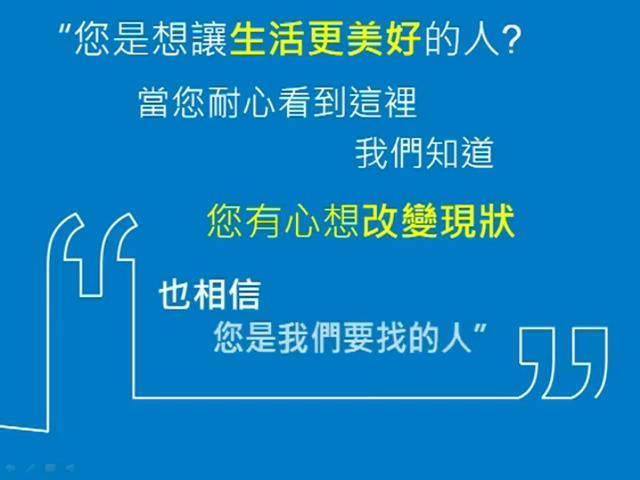 “您是想讓生活更美好的人?
當您耐心看到這裡
我們知道
您有心想改變現狀
也相信
您是我們要找的人”